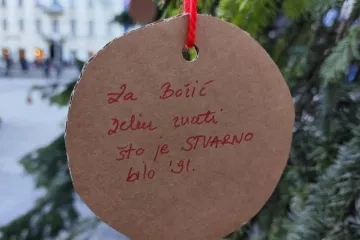 Za Božić
želim znati
što je STVARNO
bilo '91.